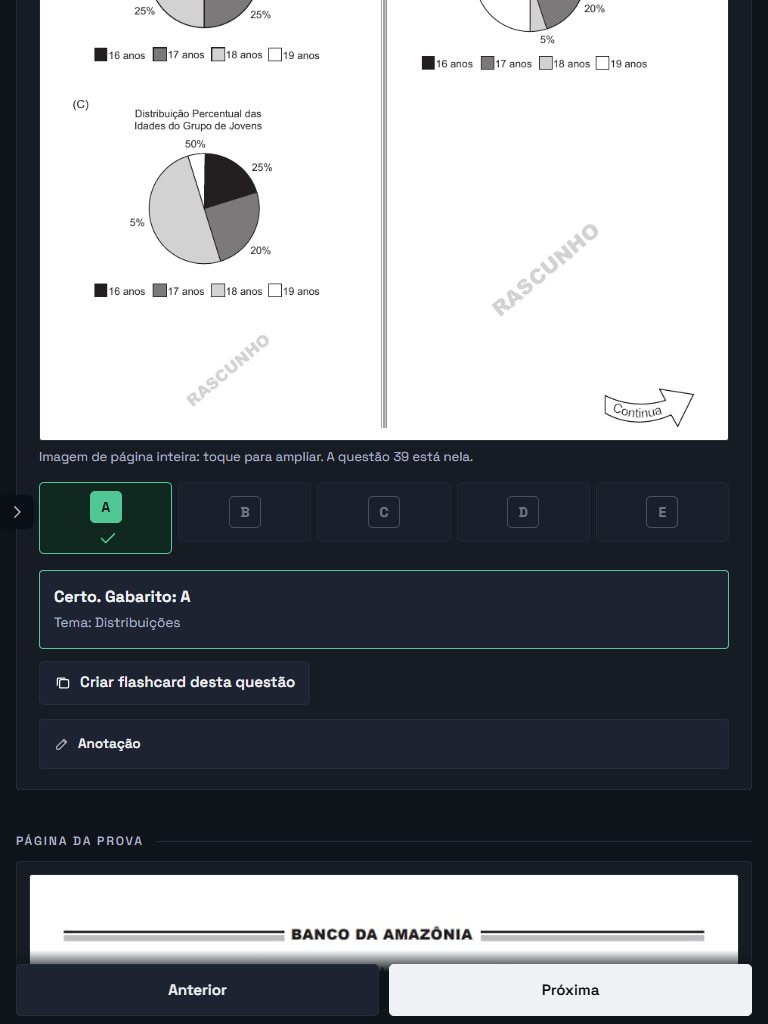 25%
25%
16 anos 17 anos 18 anos 19 anos
20%
5%
16 anos 17 anos 18 anos 19 anos
(C)
Distribuição Percentual das
Idades do Grupo de Jovens
50%
25%
5%
20%
16 anos 17 anos 18 anos 19 anos
RASCUNHO
RASCUNHO
Continua
Imagem de página inteira: toque para ampliar. A questão 39 está nela.
A
B
C
D
E
Certo. Gabarito: A
Tema: Distribuições
Criar flashcard desta questão
Anotação
PÁGINA DA PROVA
BANCO DA AMAZÔNIA
Anterior
Próxima